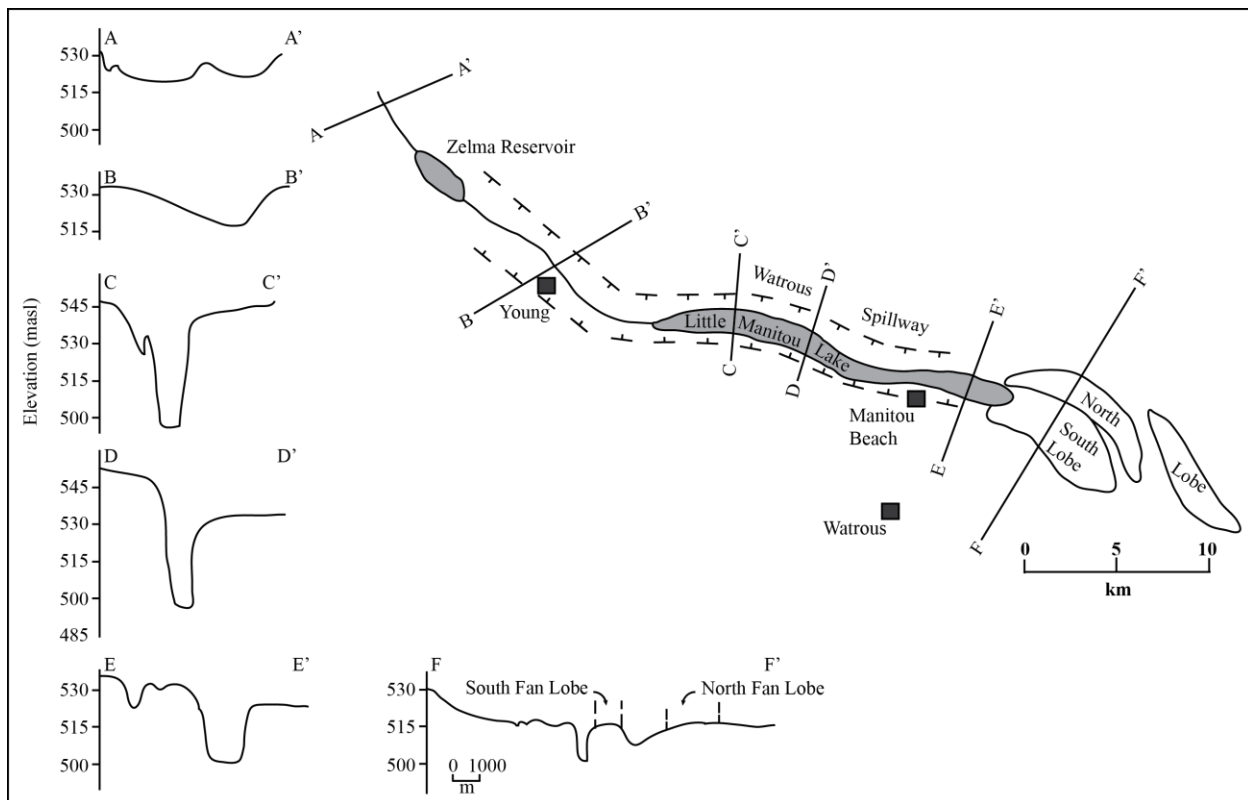 A A'
530
515
500
B B'
530
515
C C'
545
530
515
500
Elevation (masl)
D D'
545
530
515
500
485
E E'
530
515
500
F F'
South Fan Lobe North Fan Lobe
530
515
500
0 1000
m
A A'
Zelma Reservoir
B B'
Young
C C'
D D'
Watrous
Spillway
Little Manitou Lake
Manitou
Beach
E E'
F F'
North
South
Lobe
Lobe
Watrous
0 5 10
km